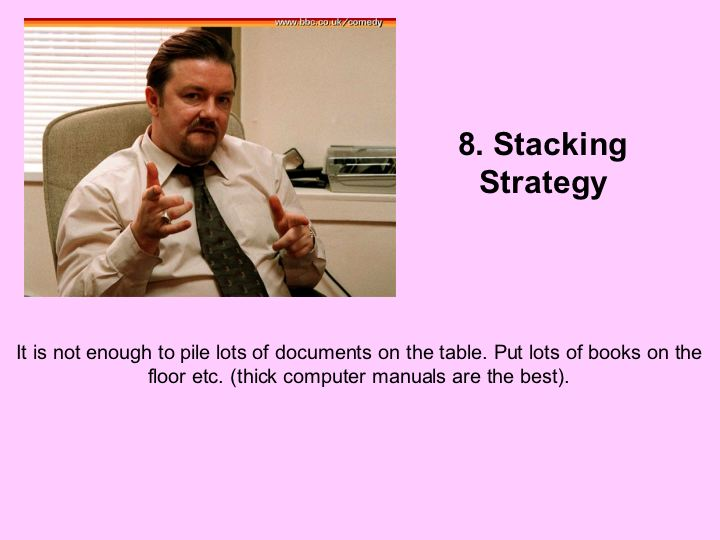 www.bbc.co.uk/comedy
8. Stacking
Strategy
It is not enough to pile lots of documents on the table. Put lots of books on the
floor etc. (thick computer manuals are the best).